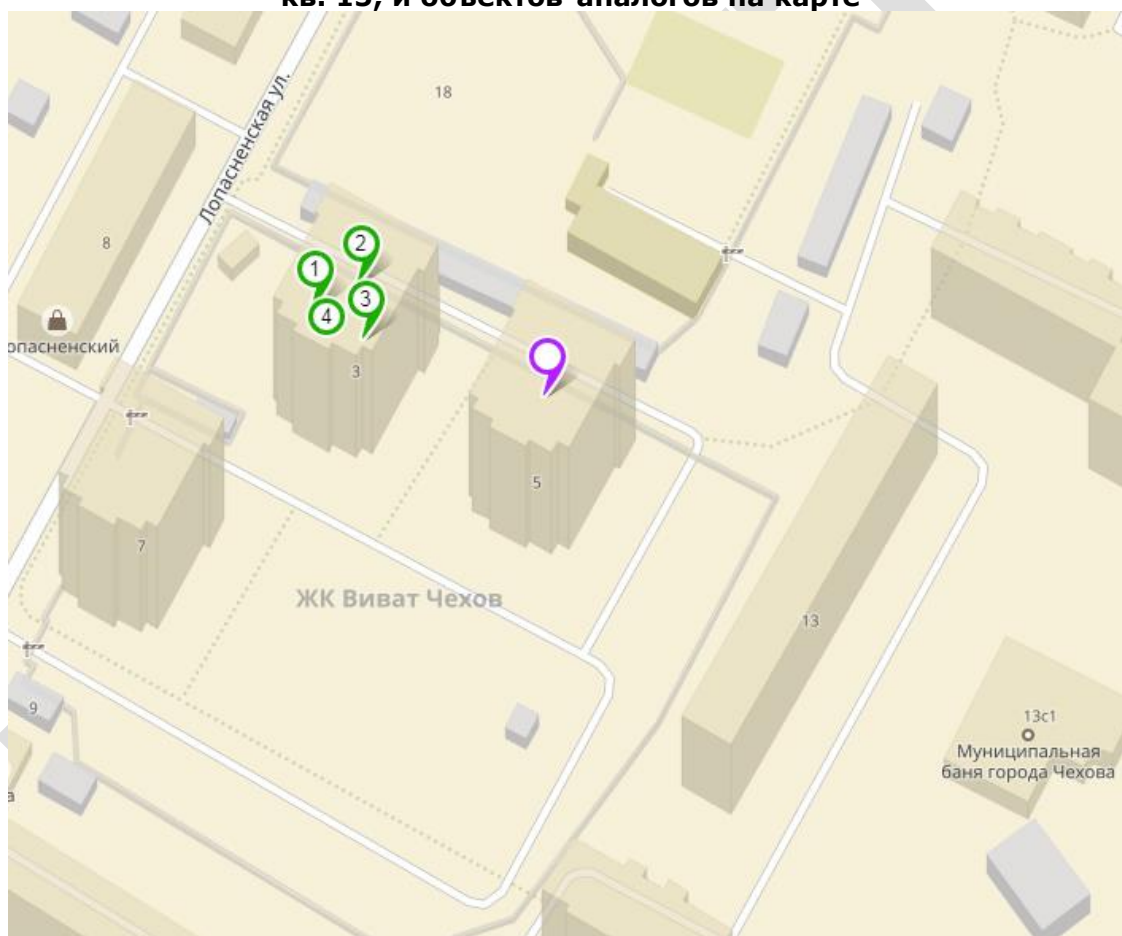 кв. 15, и объектов-аналогов на карте
18
Лопасненская ул.
8
2
1
3
4
опасненский
3
5
7
ЖК Виват Чехов
13
9
13с1
Муниципальная
баня города Чехова
а